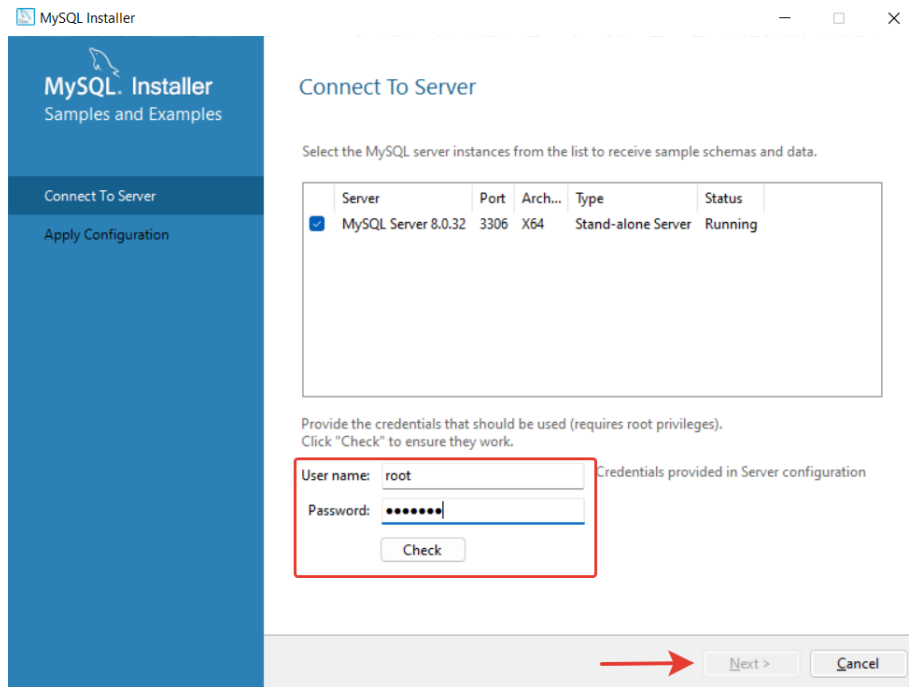 MySQL Installer
MySQL. Installer
Samples and Examples
Connect To Server
Apply Configuration
Connect To Server
Select the MySQL server instances from the list to receive sample schemas and data.
Server Port Arch... Type Status
MySQL Server 8.0.32 3306 X64 Stand-alone Server Running
Provide the credentials that should be used (requires root privileges).
Click "Check" to ensure they work.
User name: root Credentials provided in Server configuration
Password: ●●●●●●●
Check
Next > Cancel